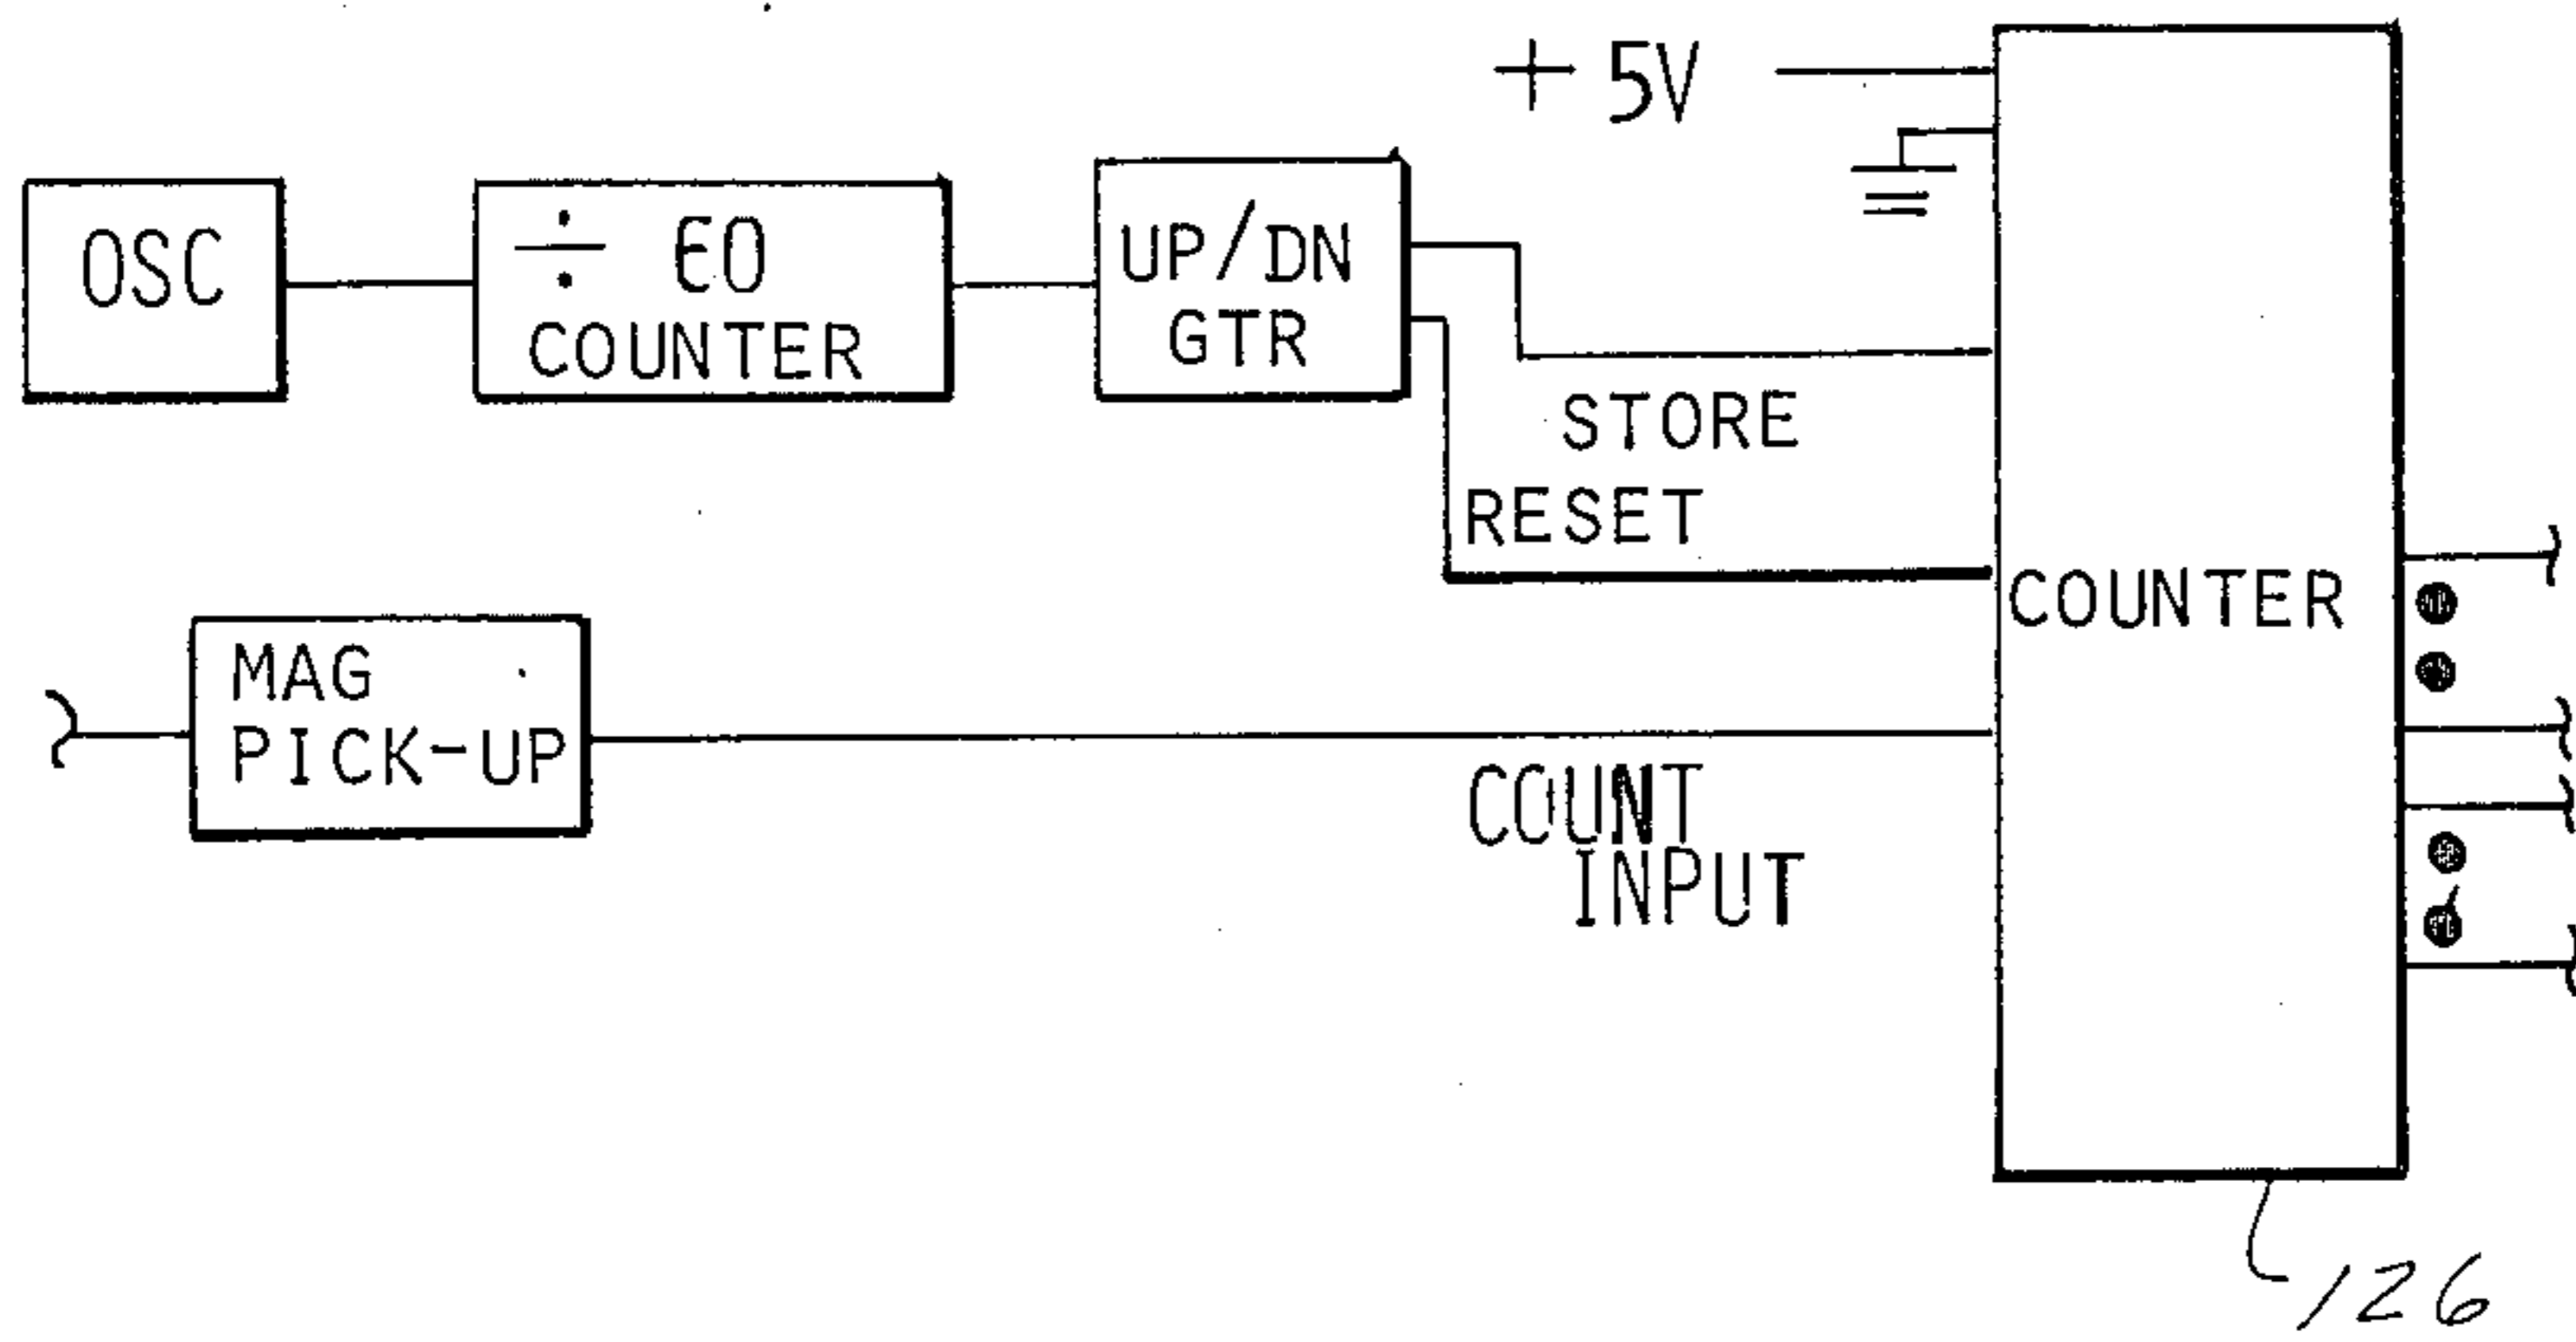 + 5V
OSC
÷ 60
COUNTER
UP/DN
GTR
STORE
RESET
COUNTER
MAG
PICK-UP
COUNT
INPUT
126